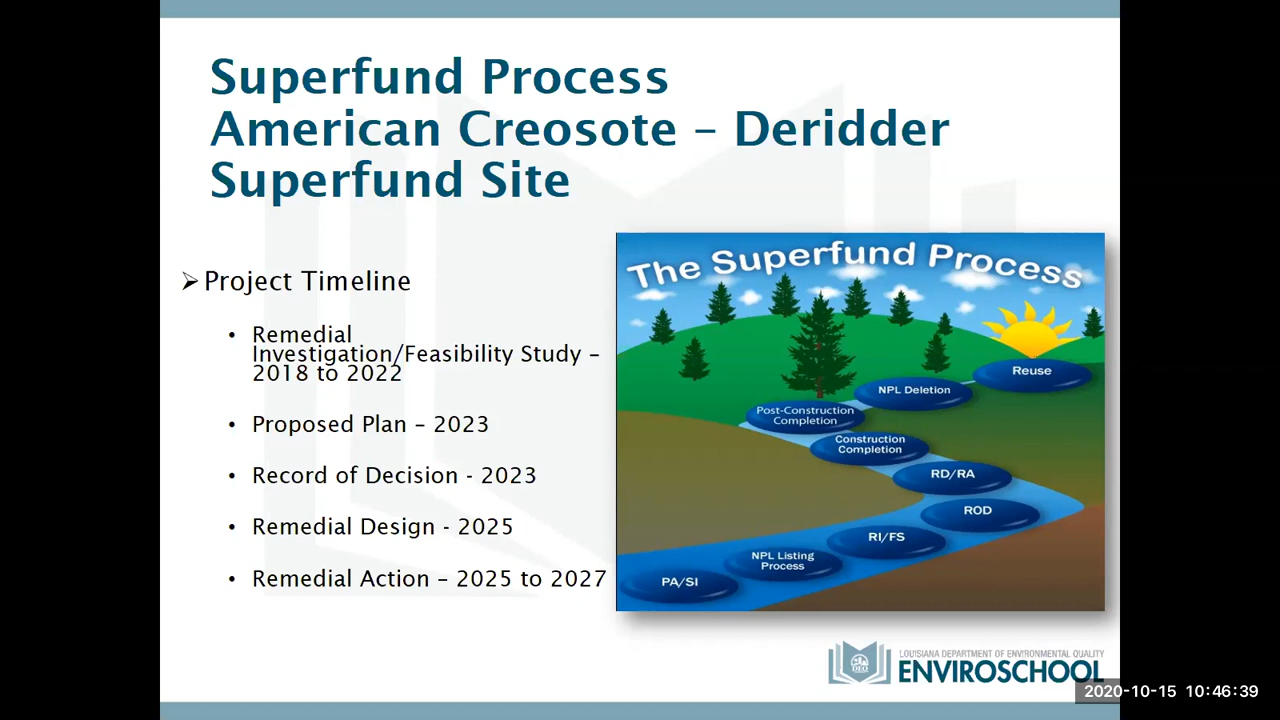 Superfund Process
American Creosote – Deridder
Superfund Site
➢ Project Timeline
• Remedial
Investigation/Feasibility Study –
2018 to 2022
• Proposed Plan – 2023
• Record of Decision - 2023
• Remedial Design - 2025
• Remedial Action – 2025 to 2027
The Superfund Process
Reuse
NPL Deletion
Post-Construction
Completion
Construction
Completion
RD/RA
ROD
RI/FS
NPL Listing
Process
PA/SI
LOUISIANA DEPARTMENT OF ENVIRONMENTAL QUALITY
DEQ
ENVIROSCHOOL
2020-10-15 10:46:39